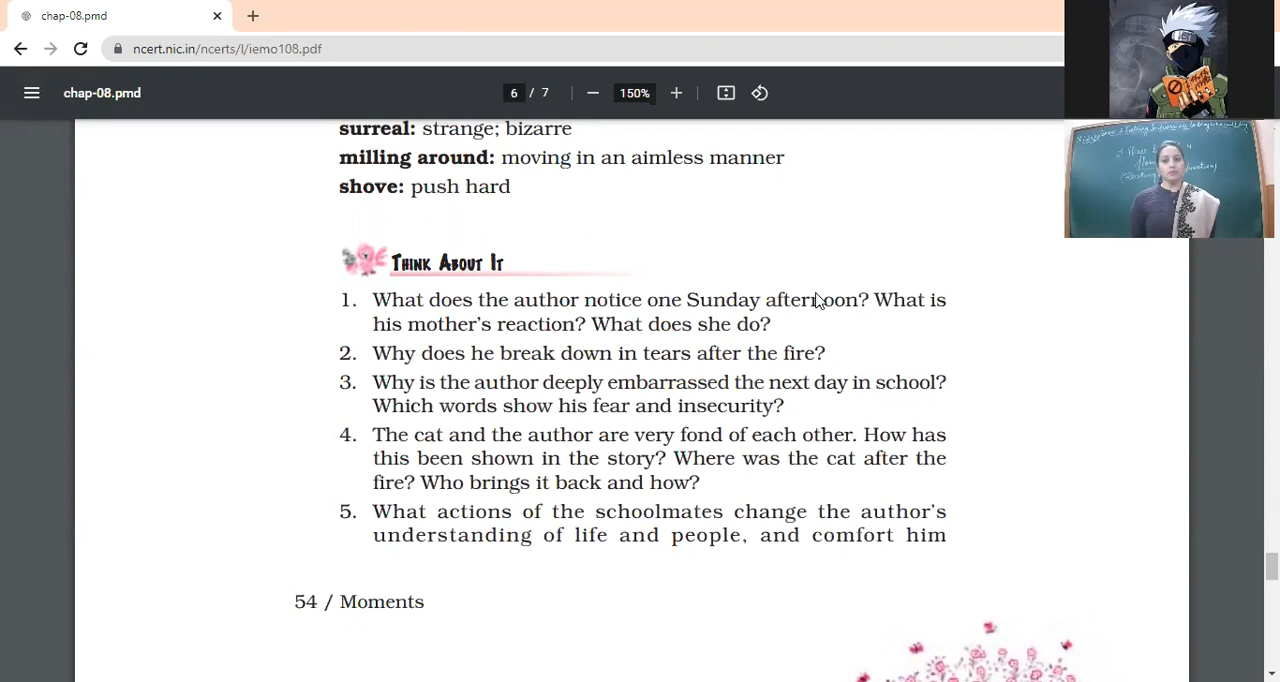 chap-08.pmd
ncert.nic.in/ncerts/l/iemo108.pdf
chap-08.pmd
6 / 7
150%
surreal: strange; bizarre
milling around: moving in an aimless manner
shove: push hard
THINK ABOUT IT
1. What does the author notice one Sunday afternoon? What is
his mother's reaction? What does she do?
2. Why does he break down in tears after the fire?
3. Why is the author deeply embarrassed the next day in school?
Which words show his fear and insecurity?
4. The cat and the author are very fond of each other. How has
this been shown in the story? Where was the cat after the
fire? Who brings it back and how?
5. What actions of the schoolmates change the author's
understanding of life and people, and comfort him
54 / Moments